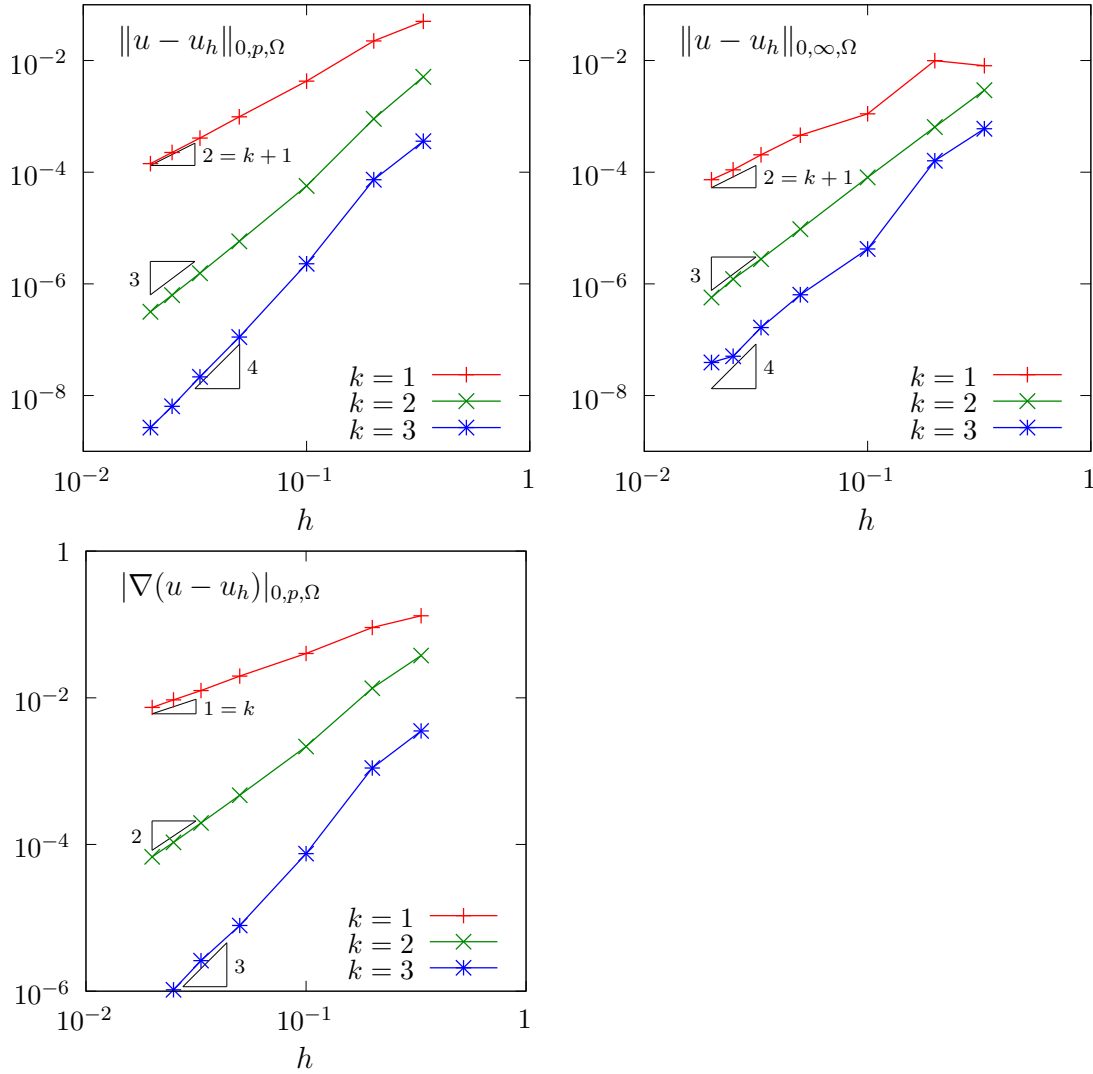 ‖u − u_h‖_{0,p,Ω}
10^{−2}
10^{−4}
10^{−6}
10^{−8}
2 = k + 1
3
4
k = 1
k = 2
k = 3
10^{−2}
10^{−1}
1
h
‖u − u_h‖_{0,∞,Ω}
10^{−2}
10^{−4}
10^{−6}
10^{−8}
2 = k + 1
3
4
k = 1
k = 2
k = 3
10^{−2}
10^{−1}
1
h
1
|∇(u − u_h)|_{0,p,Ω}
10^{−2}
10^{−4}
10^{−6}
1 = k
2
3
k = 1
k = 2
k = 3
10^{−2}
10^{−1}
1
h